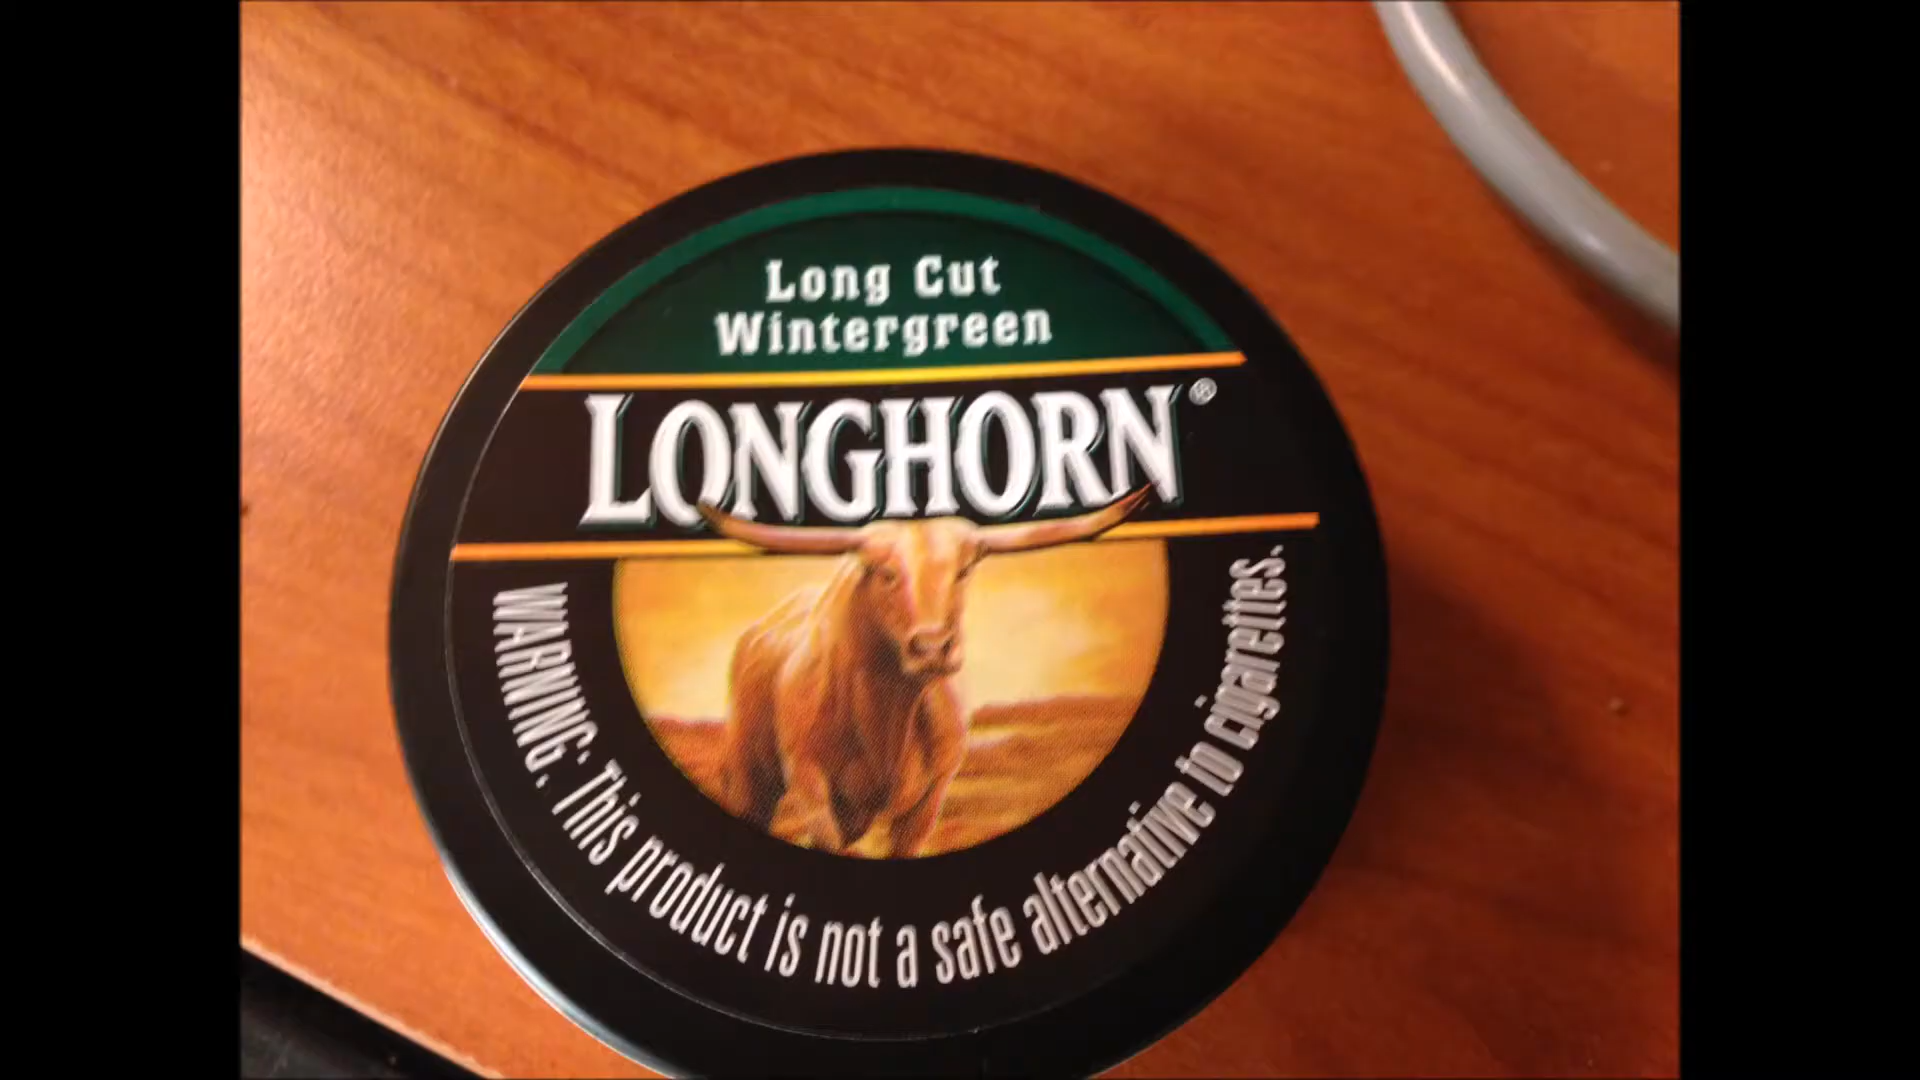 Long Cut
Wintergreen
LONGHORN®
WARNING: This product is not a safe alternative to cigarettes.